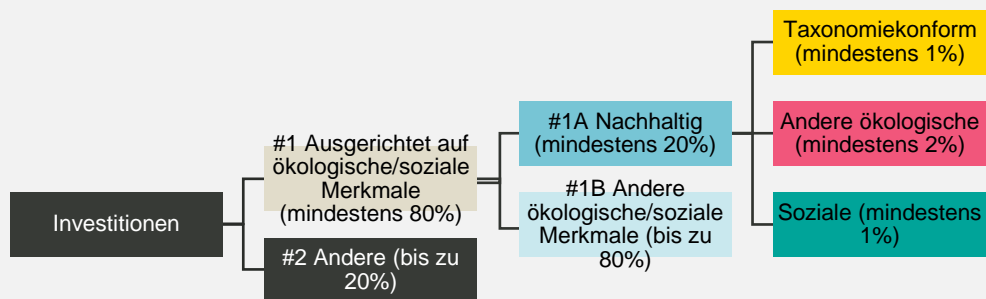 Investitionen
#1 Ausgerichtet auf
ökologische/soziale
Merkmale
(mindestens 80%)
#2 Andere (bis zu
20%)
#1A Nachhaltig
(mindestens 20%)
#1B Andere
ökologische/soziale
Merkmale (bis zu
80%)
Taxonomiekonform
(mindestens 1%)
Andere ökologische
(mindestens 2%)
Soziale (mindestens
1%)